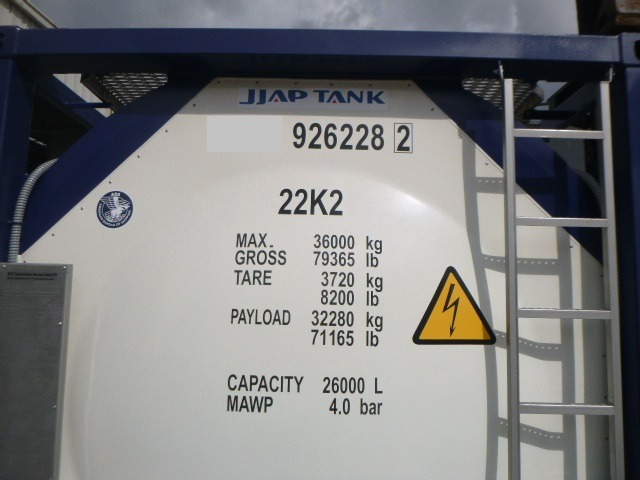 JJAP TANK
926228 2
22K2
MAX. 36000 kg
GROSS 79365 lb
TARE 3720 kg
8200 lb
PAYLOAD 32280 kg
71165 lb
CAPACITY 26000 L
MAWP 4.0 bar